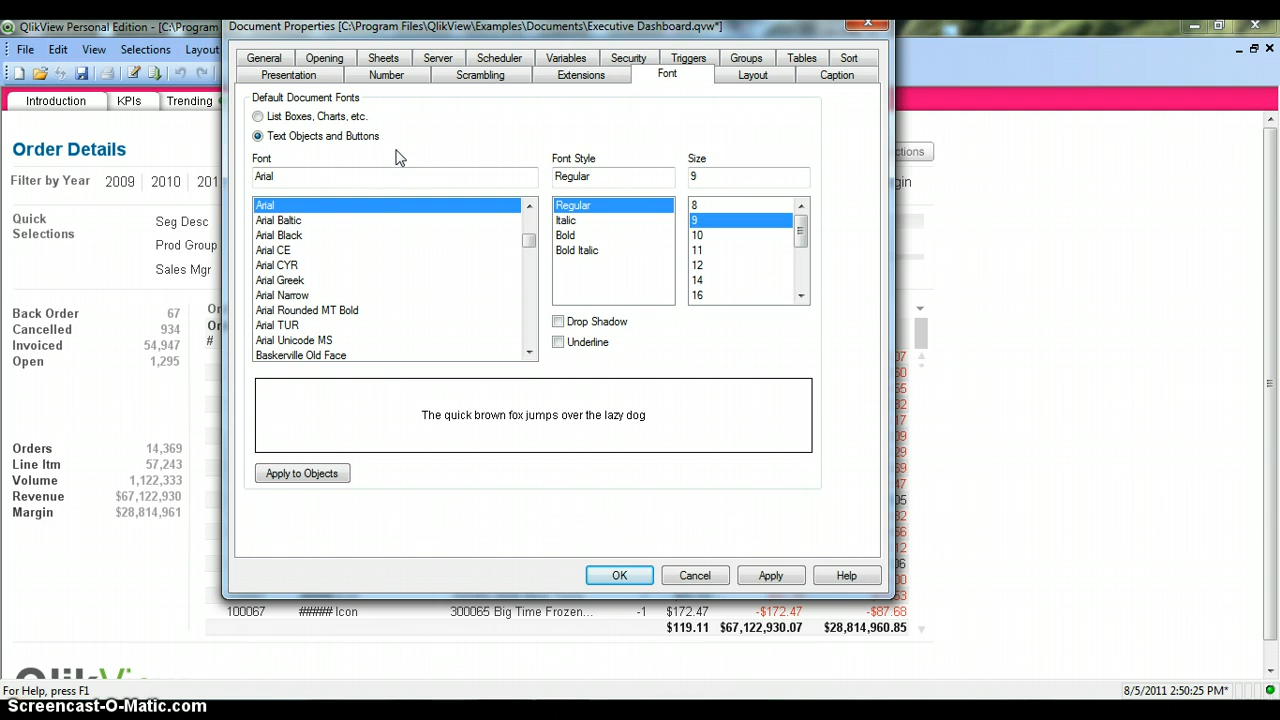 QlikView Personal Edition - [C:\Program
Document Properties [C:\Program Files\QlikView\Examples\Documents\Executive Dashboard.qvw*]
File Edit View Selections Layout
General Opening Sheets Server Scheduler Variables Security Triggers Groups Tables Sort
Presentation Number Scrambling Extensions Font Layout Caption
Introduction KPIs Trending
Default Document Fonts
List Boxes, Charts, etc.
Text Objects and Buttons
Font Font Style Size
Arial Regular 9
Arial
Arial Baltic
Arial Black
Arial CE
Arial CYR
Arial Greek
Arial Narrow
Arial Rounded MT Bold
Arial TUR
Arial Unicode MS
Baskerville Old Face
Regular
Italic
Bold
Bold Italic
8
9
10
11
12
14
16
Drop Shadow
Underline
The quick brown fox jumps over the lazy dog
Apply to Objects
OK Cancel Apply Help
Order Details
Filter by Year 2009 2010 201
Quick
Selections
Seg Desc
Prod Group
Sales Mgr
Back Order 67
Cancelled 934
Invoiced 54,947
Open 1,295
Orders 14,369
Line Itm 57,243
Volume 1,122,333
Revenue $67,122,930
Margin $28,814,961
Or
Or
#
ctions
gin
100067 ##### Icon 300065 Big Time Frozen... -1 $172.47 -$172.47 -$87.68
$119.11 $67,122,930.07 $28,814,960.85
QlikView
For Help, press F1
8/5/2011 2:50:25 PM*
Screencast-O-Matic.com